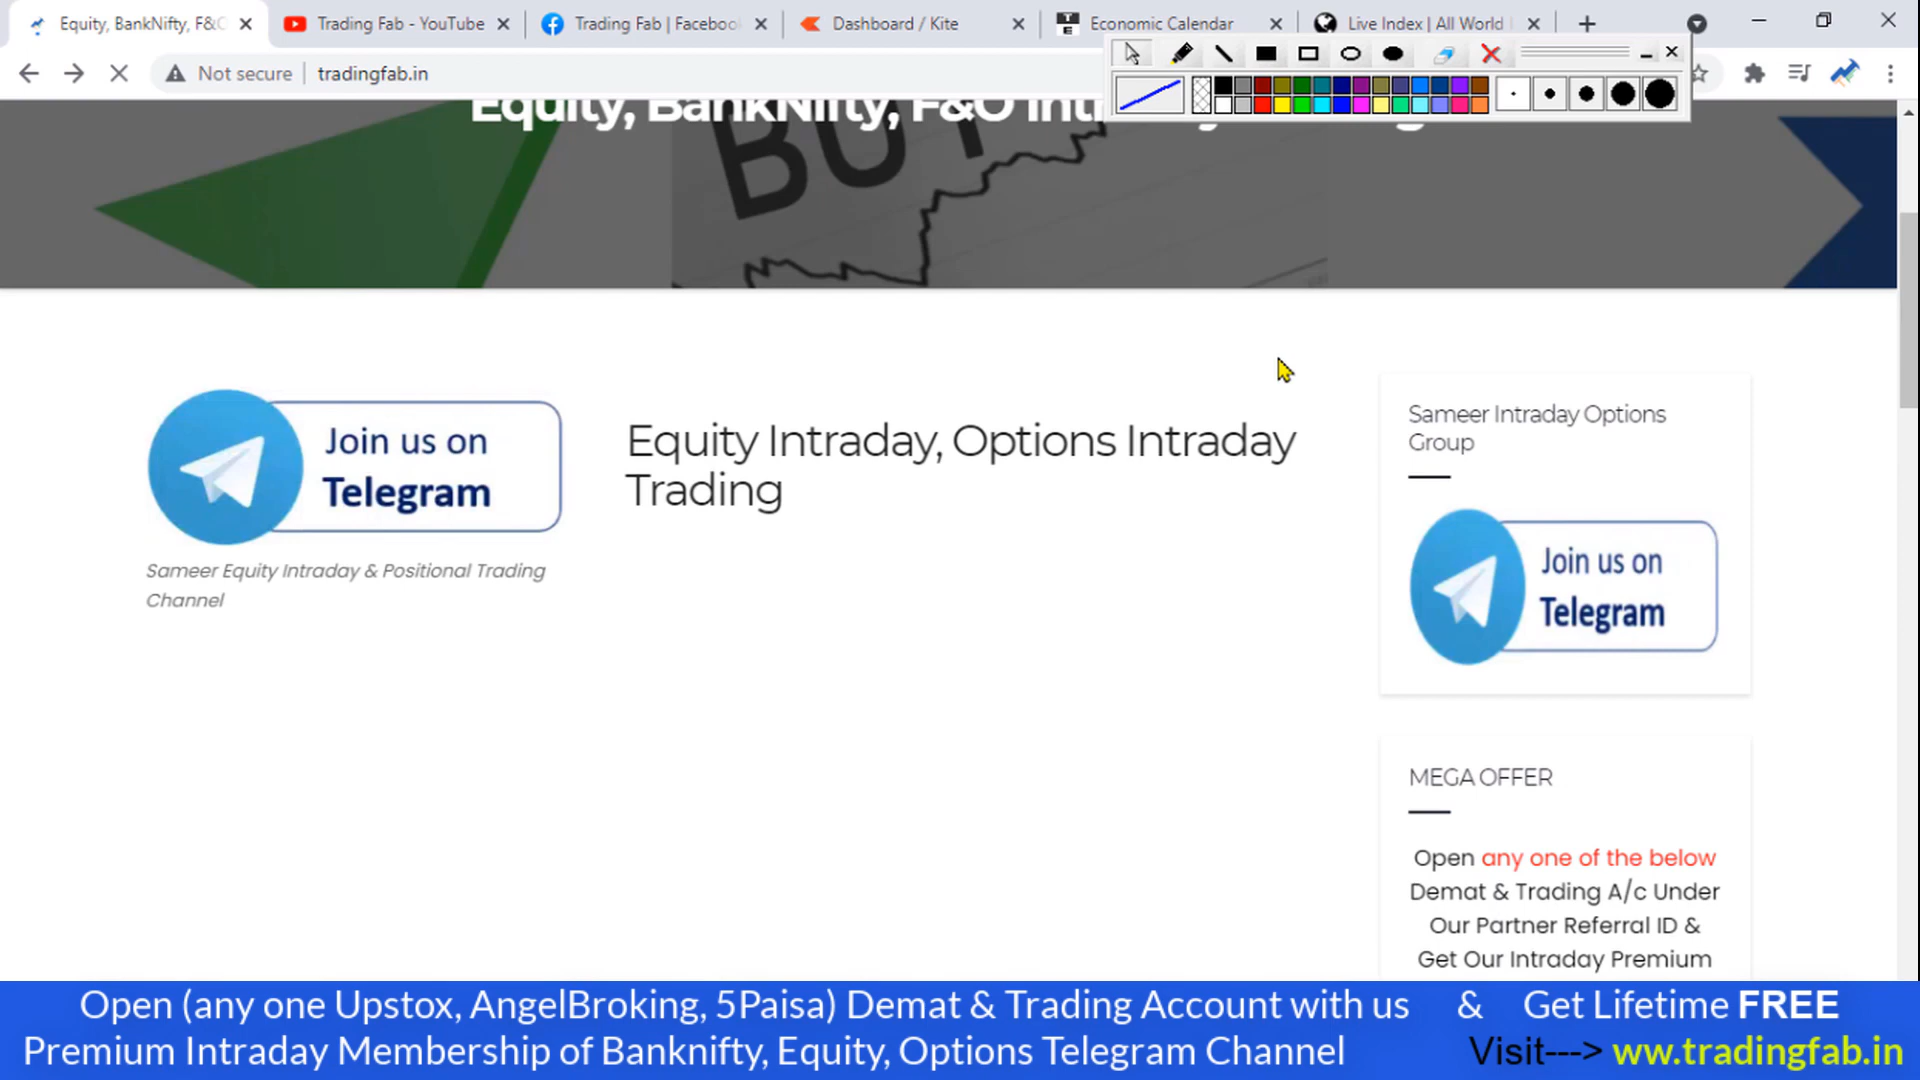 Equity, BankNifty, F&O
Trading Fab - YouTube
Trading Fab | Facebook
Dashboard / Kite
Economic Calendar
Live Index | All World
Not secure
tradingfab.in
Equity, BankNifty, F&O
BUY
Join us on
Telegram
Sameer Equity Intraday & Positional Trading
Channel
Equity Intraday, Options Intraday
Trading
Sameer Intraday Options
Group
Join us on
Telegram
MEGA OFFER
Open any one of the below
Demat & Trading A/c Under
Our Partner Referral ID &
Get Our Intraday Premium
Open (any one Upstox, AngelBroking, 5Paisa) Demat & Trading Account with us & Get Lifetime FREE
Premium Intraday Membership of Banknifty, Equity, Options Telegram Channel Visit---> ww.tradingfab.in